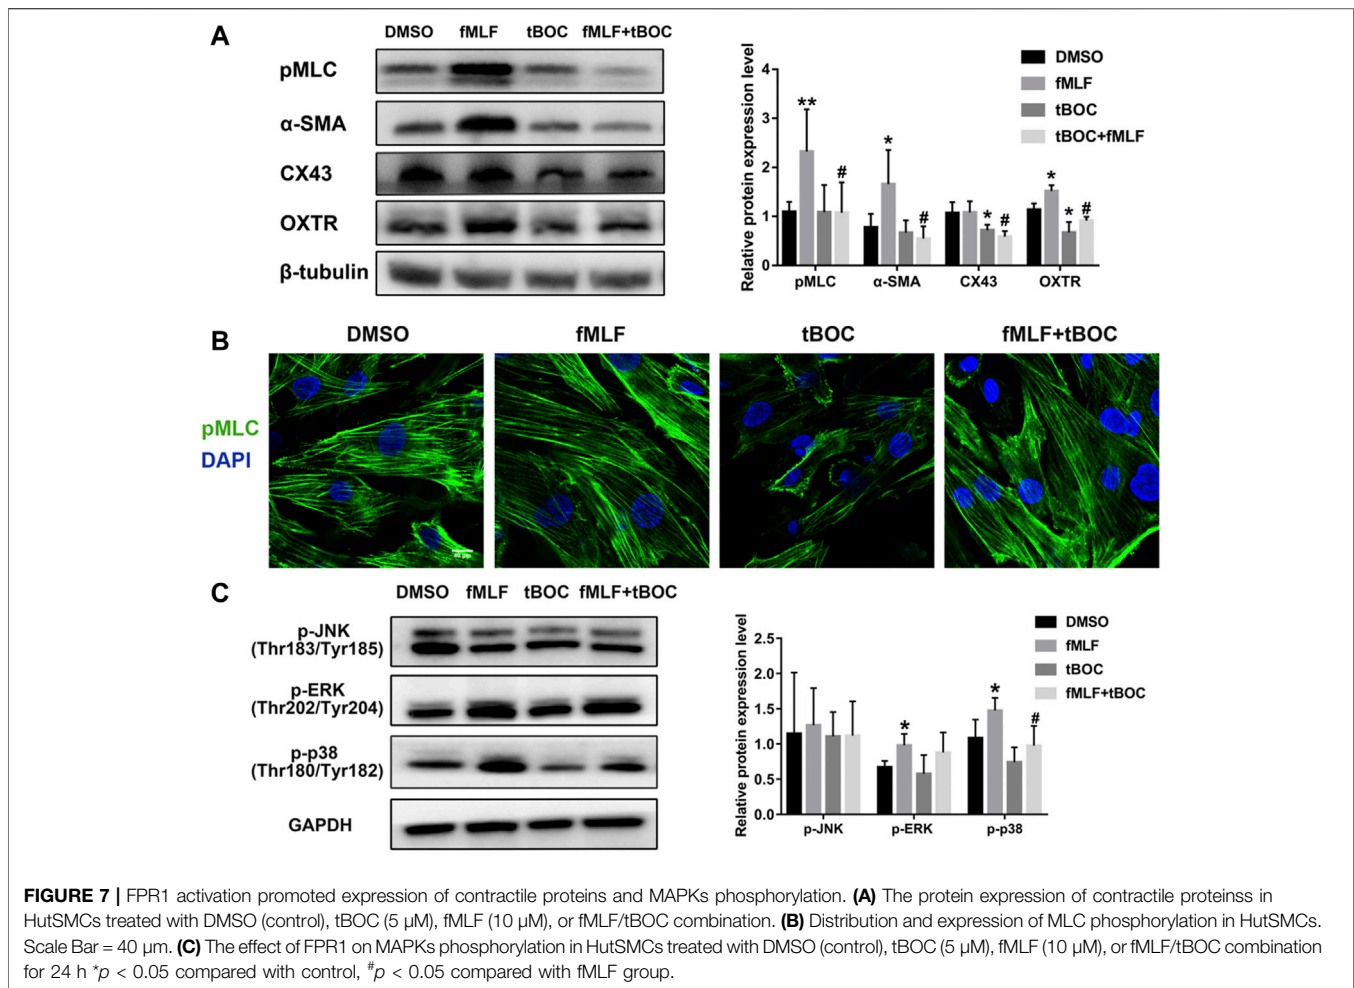 A
DMSO fMLF tBOC fMLF+tBOC
pMLC
α-SMA
CX43
OXTR
β-tubulin
Relative protein expression level
4
3
2
1
0
** * * * * # # # #
pMLC α-SMA CX43 OXTR
DMSO
fMLF
tBOC
tBOC+fMLF
B
DMSO fMLF tBOC fMLF+tBOC
pMLC
DAPI
C
DMSO fMLF tBOC fMLF+tBOC
p-JNK
(Thr183/Tyr185)
p-ERK
(Thr202/Tyr204)
p-p38
(Thr180/Tyr182)
GAPDH
Relative protein expression level
2.5
2.0
1.5
1.0
0.5
0.0
* * #
p-JNK p-ERK p-p38
DMSO
fMLF
tBOC
fMLF+tBOC
FIGURE 7 | FPR1 activation promoted expression of contractile proteins and MAPKs phosphorylation. (A) The protein expression of contractile proteinss in
HutSMCs treated with DMSO (control), tBOC (5 μM), fMLF (10 μM), or fMLF/tBOC combination. (B) Distribution and expression of MLC phosphorylation in HutSMCs.
Scale Bar = 40 μm. (C) The effect of FPR1 on MAPKs phosphorylation in HutSMCs treated with DMSO (control), tBOC (5 μM), fMLF (10 μM), or fMLF/tBOC combination
for 24 h *p < 0.05 compared with control, #p < 0.05 compared with fMLF group.